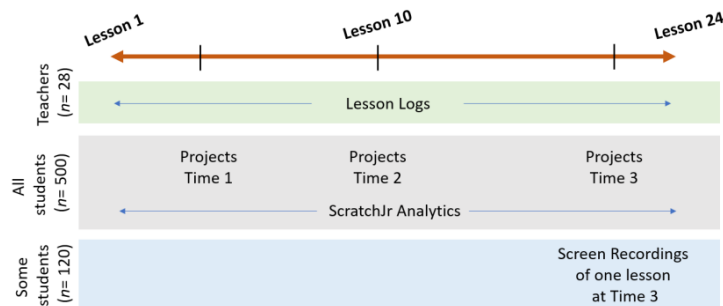 Lesson 1
Lesson 10
Lesson 24
Teachers
(n= 28)
Lesson Logs
All
students
(n= 500)
Projects
Time 1
Projects
Time 2
Projects
Time 3
ScratchJr Analytics
Some
students
(n= 120)
Screen Recordings
of one lesson
at Time 3